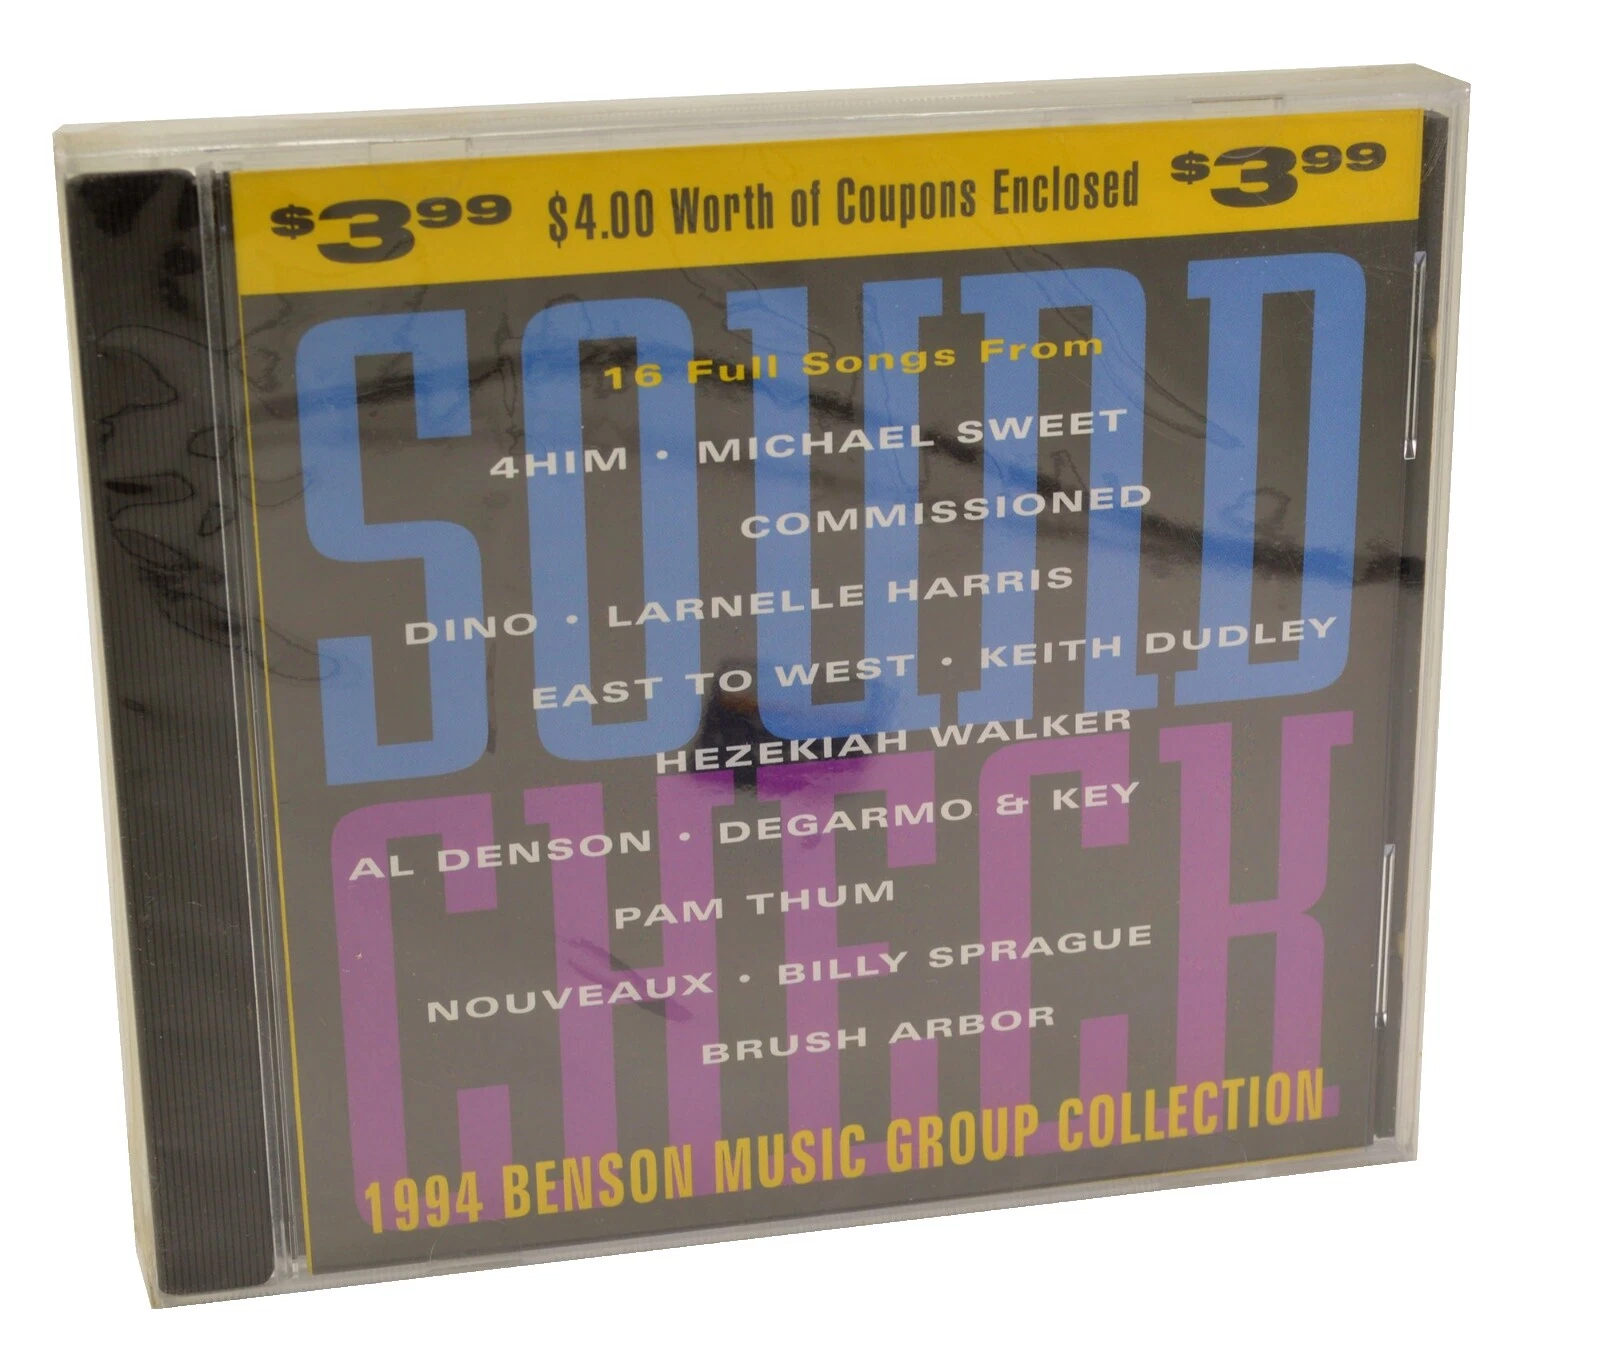 $3.99 $4.00 Worth of Coupons Enclosed $3.99
SOUND
16 Full Songs From
4HIM • MICHAEL SWEET
COMMISSIONED
DINO • LARNELLE HARRIS
EAST TO WEST • KEITH DUDLEY
HEZEKIAH WALKER
CHECK
AL DENSON • DEGARMO & KEY
PAM THUM
NOUVEAUX • BILLY SPRAGUE
BRUSH ARBOR
1994 BENSON MUSIC GROUP COLLECTION